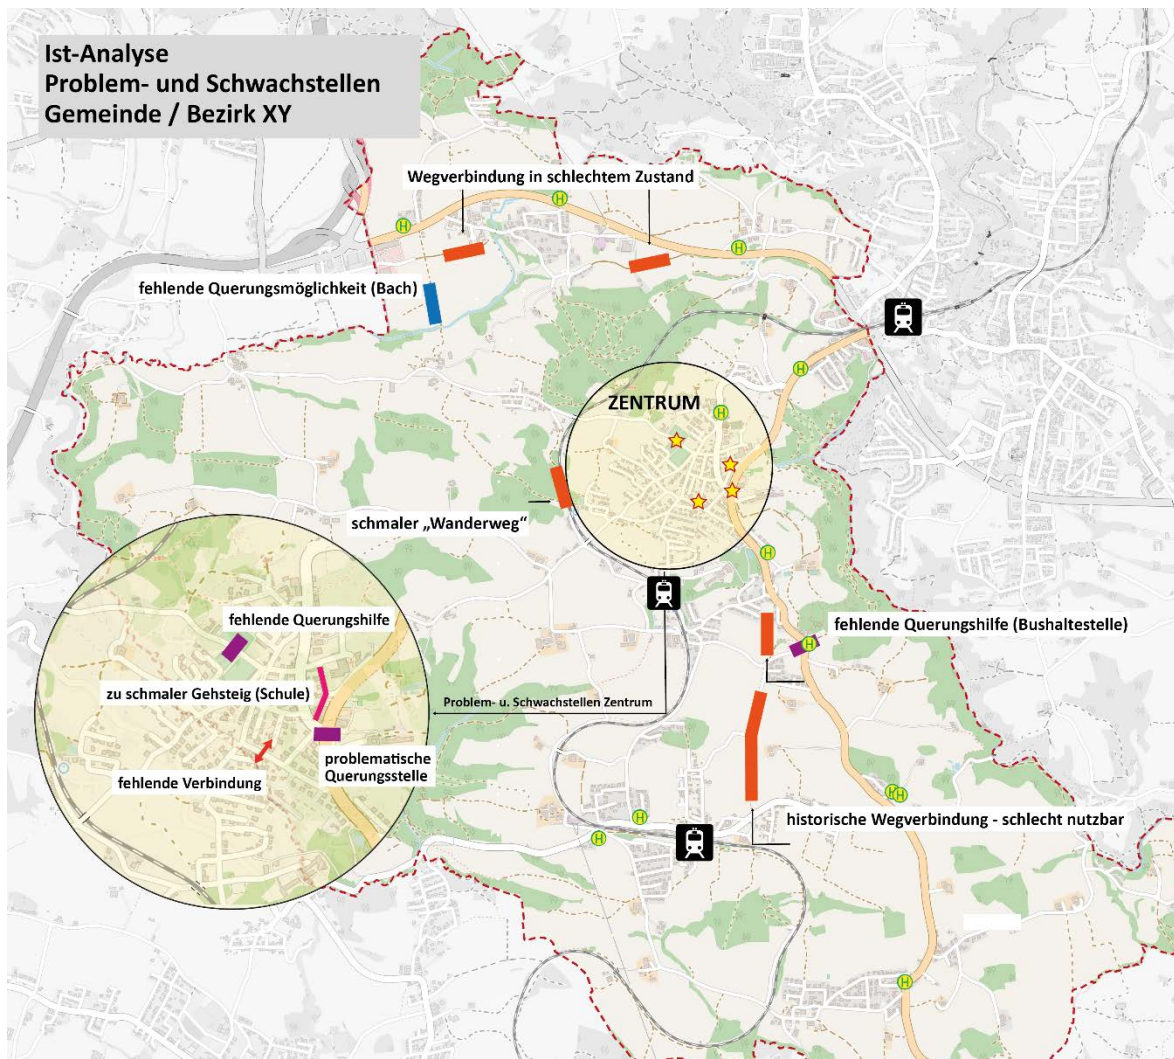 Ist-Analyse
Problem- und Schwachstellen
Gemeinde / Bezirk XY
Wegverbindung in schlechtem Zustand
H
H
H
fehlende Querungsmöglichkeit (Bach)
H
ZENTRUM
H
schmaler „Wanderweg“
H
fehlende Querungshilfe
fehlende Querungshilfe (Bushaltestelle)
H
zu schmaler Gehsteig (Schule)
Problem- u. Schwachstellen Zentrum
problematische
Querungsstelle
fehlende Verbindung
H
H
H
H
historische Wegverbindung - schlecht nutzbar
H